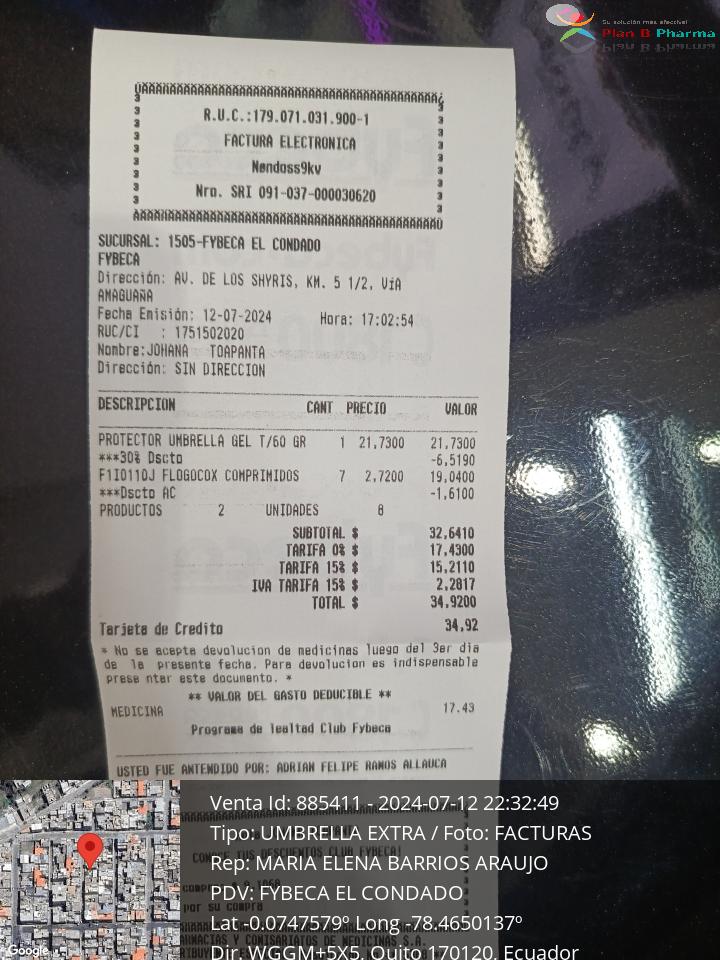 Su solución más efectiva!
Plan B Pharma
R.U.C.:179.071.031.900-1
FACTURA ELECTRONICA
Nandoss9kv
Nro. SRI 091-037-000030620
SUCURSAL: 1505-FYBECA EL CONDADO
FYBECA
Dirección: AV. DE LOS SHYRIS, KM. 5 1/2, VíA
AMAGUAÑA
Fecha Emisión: 12-07-2024 Hora: 17:02:54
RUC/CI : 1751502020
Nombre:JOHANA TOAPANTA
Dirección: SIN DIRECCION
DESCRIPCION CANT PRECIO VALOR
PROTECTOR UMBRELLA GEL T/60 GR 1 21,7300 21,7300
***30% Dscto -6,5190
F1I0110J FLOGOCOX COMPRIMIDOS 7 2,7200 19,0400
***Dscto AC -1,6100
PRODUCTOS 2 UNIDADES 8
SUBTOTAL $ 32,6410
TARIFA 0% $ 17,4300
TARIFA 15% $ 15,2110
IVA TARIFA 15% $ 2,2817
TOTAL $ 34,9200
Tarjeta de Credito 34,92
* No se acepta devolucion de medicinas luego del 3er dia
de la presente fecha. Para devolucion es indispensable
prese ntar este documento. *
** VALOR DEL GASTO DEDUCIBLE **
MEDICINA 17.43
Programa de lealtad Club Fybeca
USTED FUE ANTENDIDO POR: ADRIAN FELIPE RAMOS ALLAUCA
Venta Id: 885411 - 2024-07-12 22:32:49
Tipo: UMBRELLA EXTRA / Foto: FACTURAS
Rep: MARIA ELENA BARRIOS ARAUJO
PDV: FYBECA EL CONDADO
Lat -0.0747579º Long -78.4650137º
Dir: WGGM+5X5, Quito 170120, Ecuador
Google